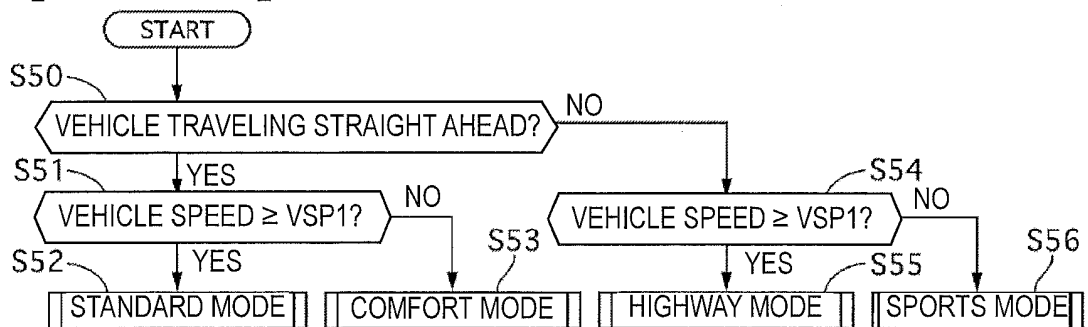 START
S50
VEHICLE TRAVELING STRAIGHT AHEAD?
NO
S51
YES
S54
VEHICLE SPEED ≥ VSP1?
NO
VEHICLE SPEED ≥ VSP1?
NO
S52
YES
S53
YES
S55
S56
STANDARD MODE
COMFORT MODE
HIGHWAY MODE
SPORTS MODE